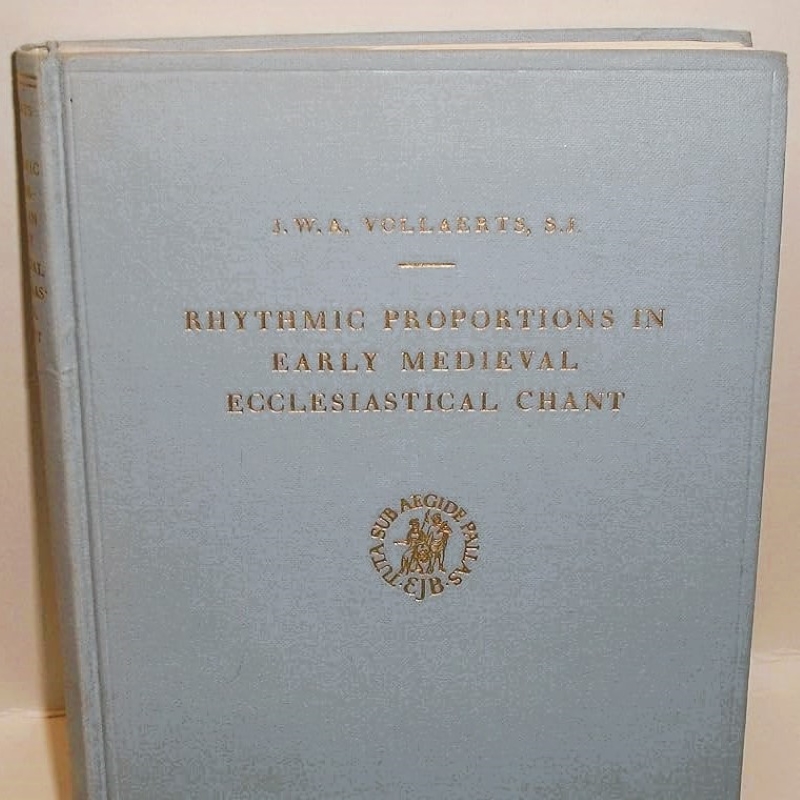 J. W. A. VOLLAERTS, S.J.
RHYTHMIC PROPORTIONS IN
EARLY MEDIEVAL
ECCLESIASTICAL CHANT
TUTA SUB AEGIDE PALLAS
·EJB·